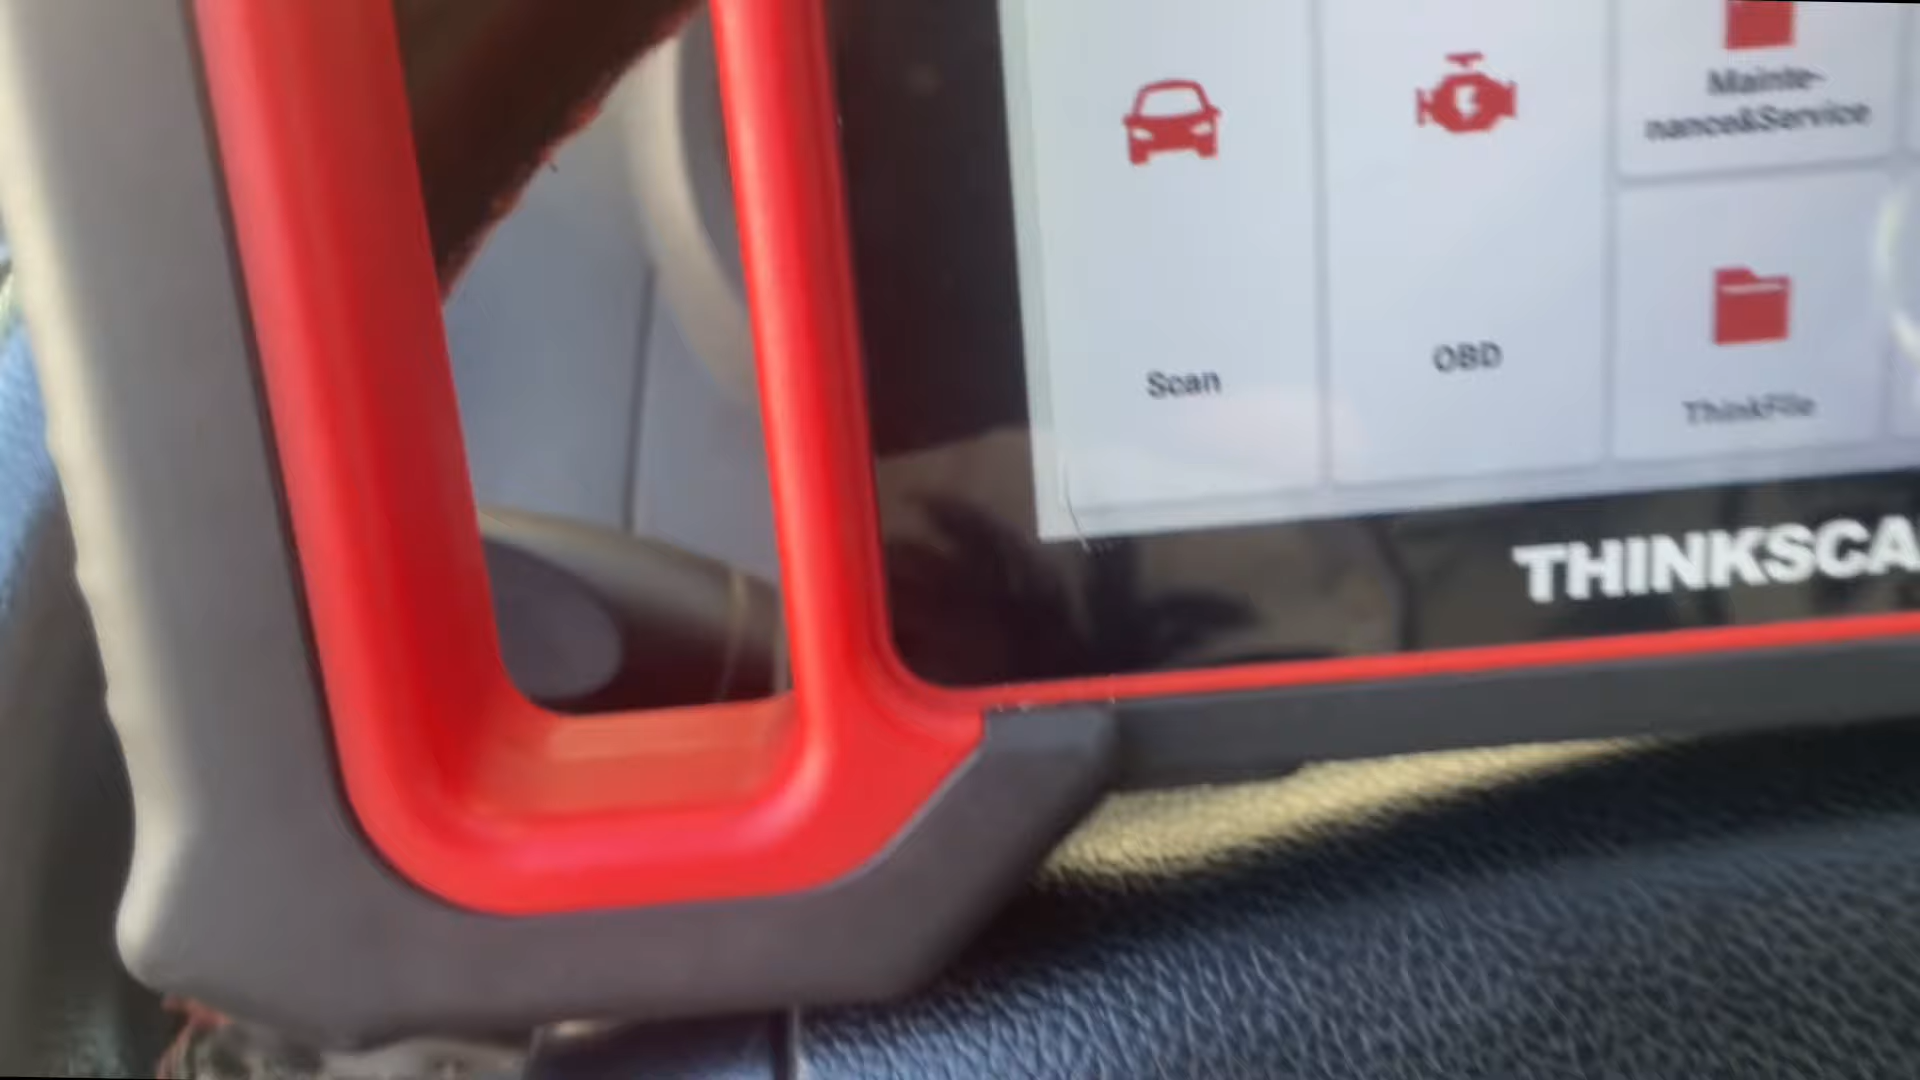 Mainte-
nance&Service
Scan
OBD
ThinkFile
THINKSCA